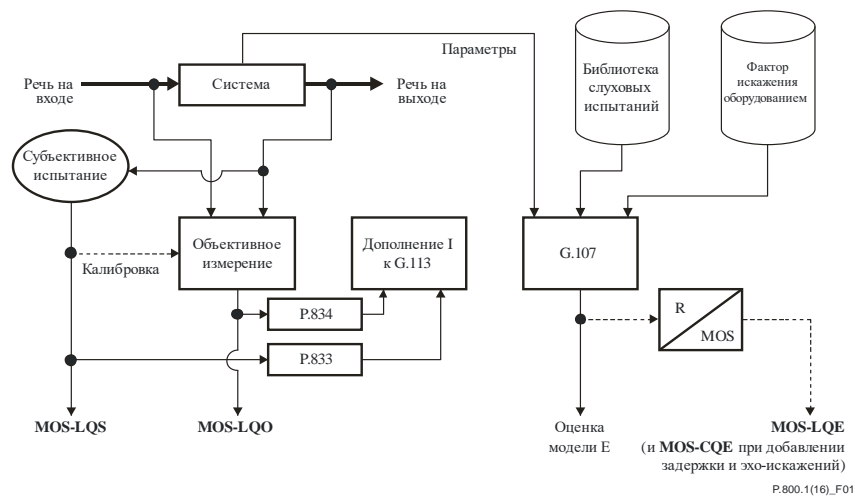 Параметры
Речь на
входе
Система
Речь на
выходе
Библиотека
слуховых
испытаний
Фактор
искажения
оборудованием
Субъективное
испытание
Объективное
измерение
Дополнение I
к G.113
G.107
Калибровка
P.834
P.833
R
MOS
MOS-LQS
MOS-LQO
Оценка
модели E
MOS-LQE
(и MOS-CQE при добавлении
задержки и эхо-искажений)
P.800.1(16)_F01